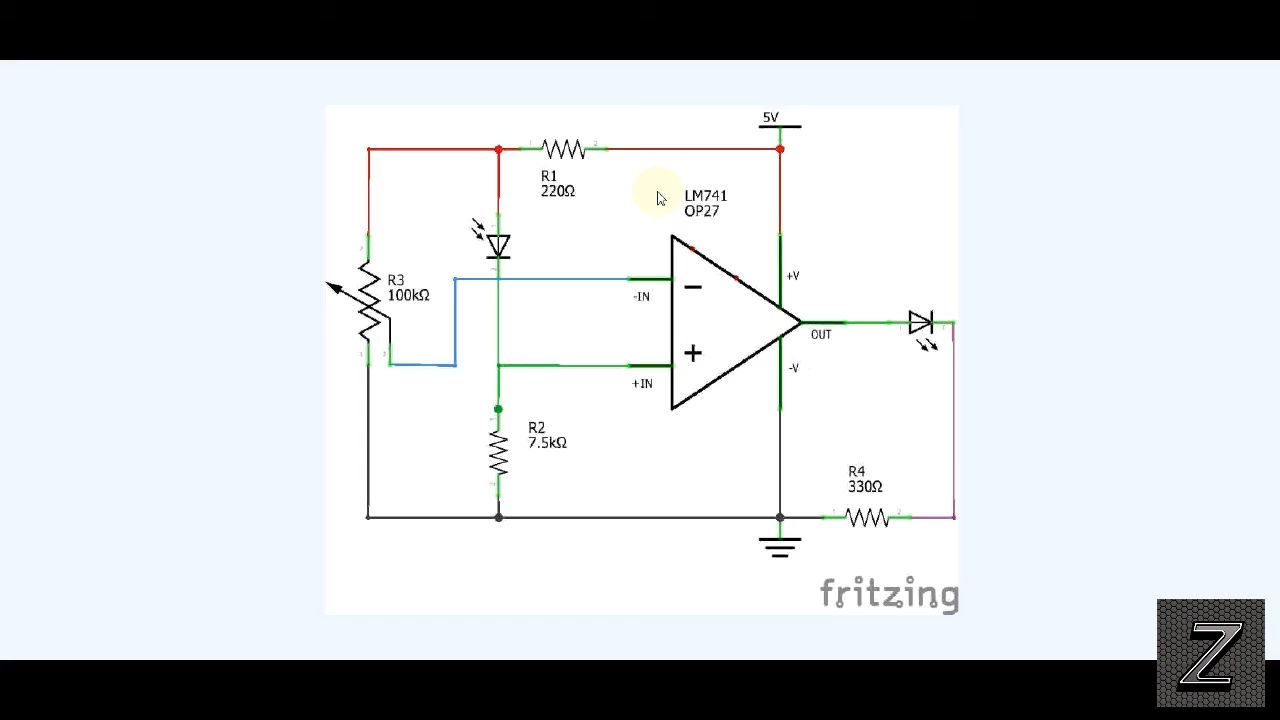 5V
R1
220Ω
LM741
OP27
+V
R3
100kΩ
-IN
−
OUT
+
-V
+IN
R2
7.5kΩ
R4
330Ω
fritzing
Z